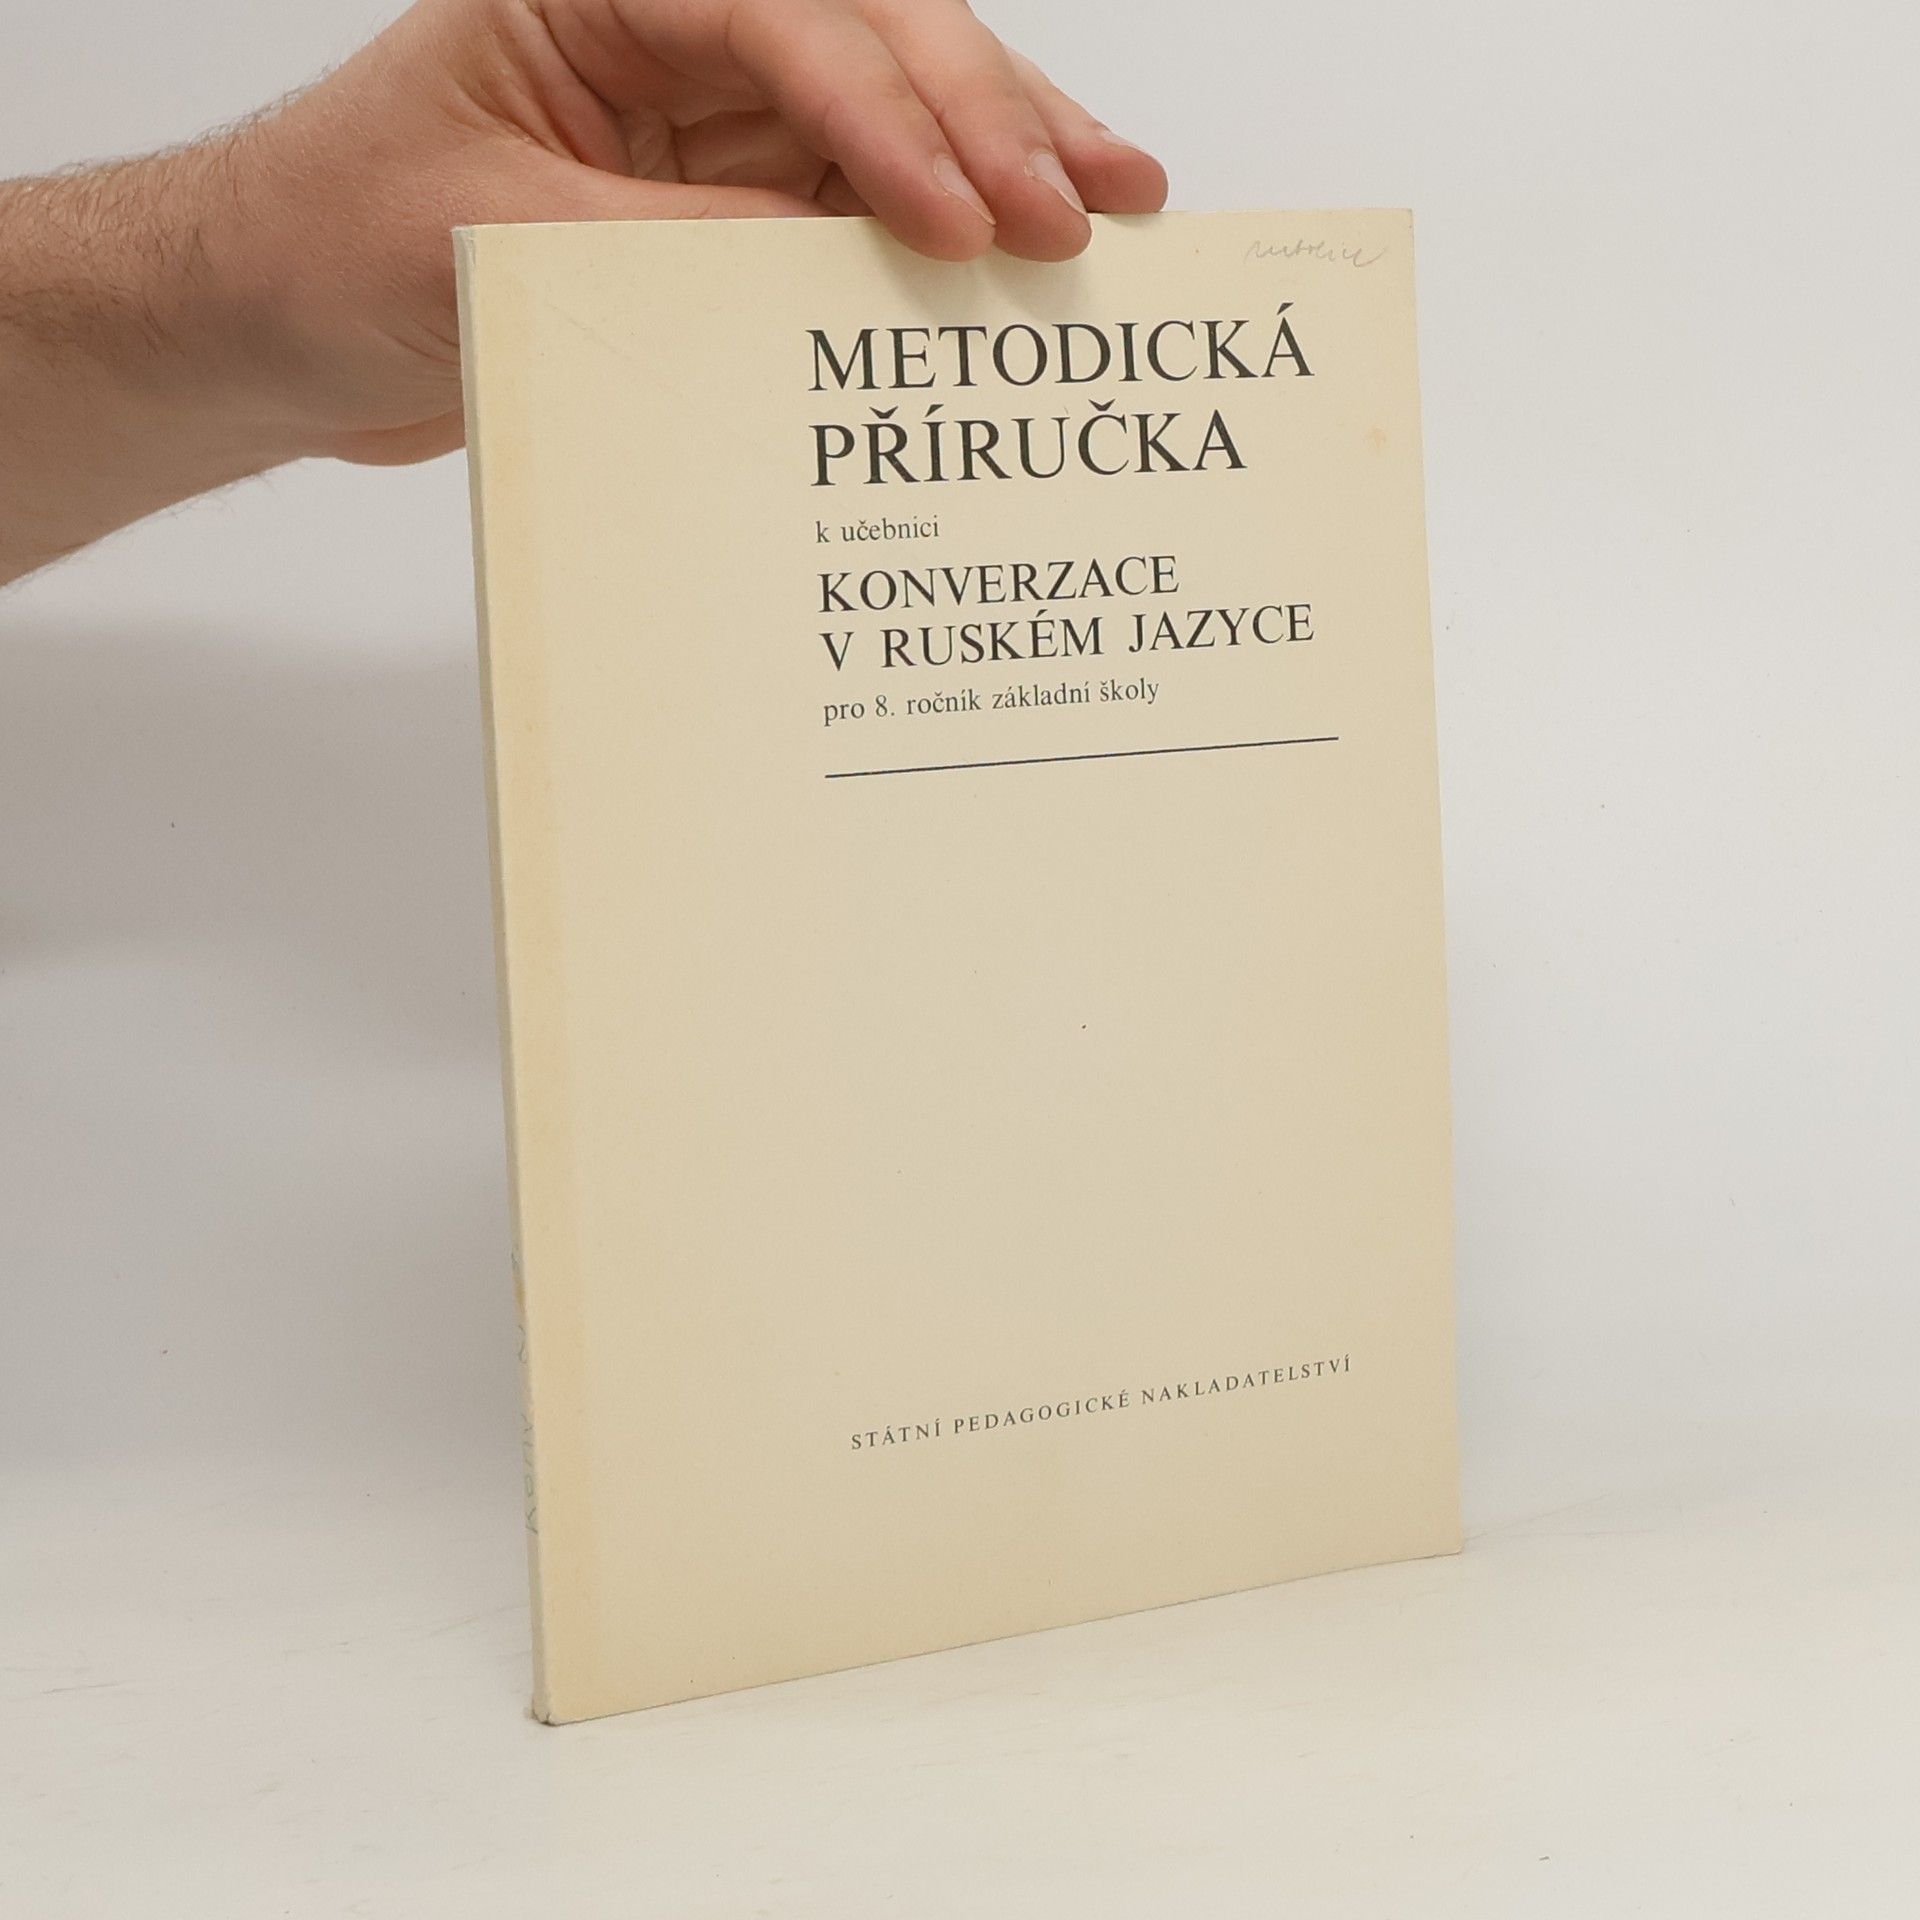 METODICKÁ
PŘÍRUČKA
k učebnici
KONVERZACE
V RUSKÉM JAZYCE
pro 8. ročník základní školy
STÁTNÍ PEDAGOGICKÉ NAKLADATELSTVÍ